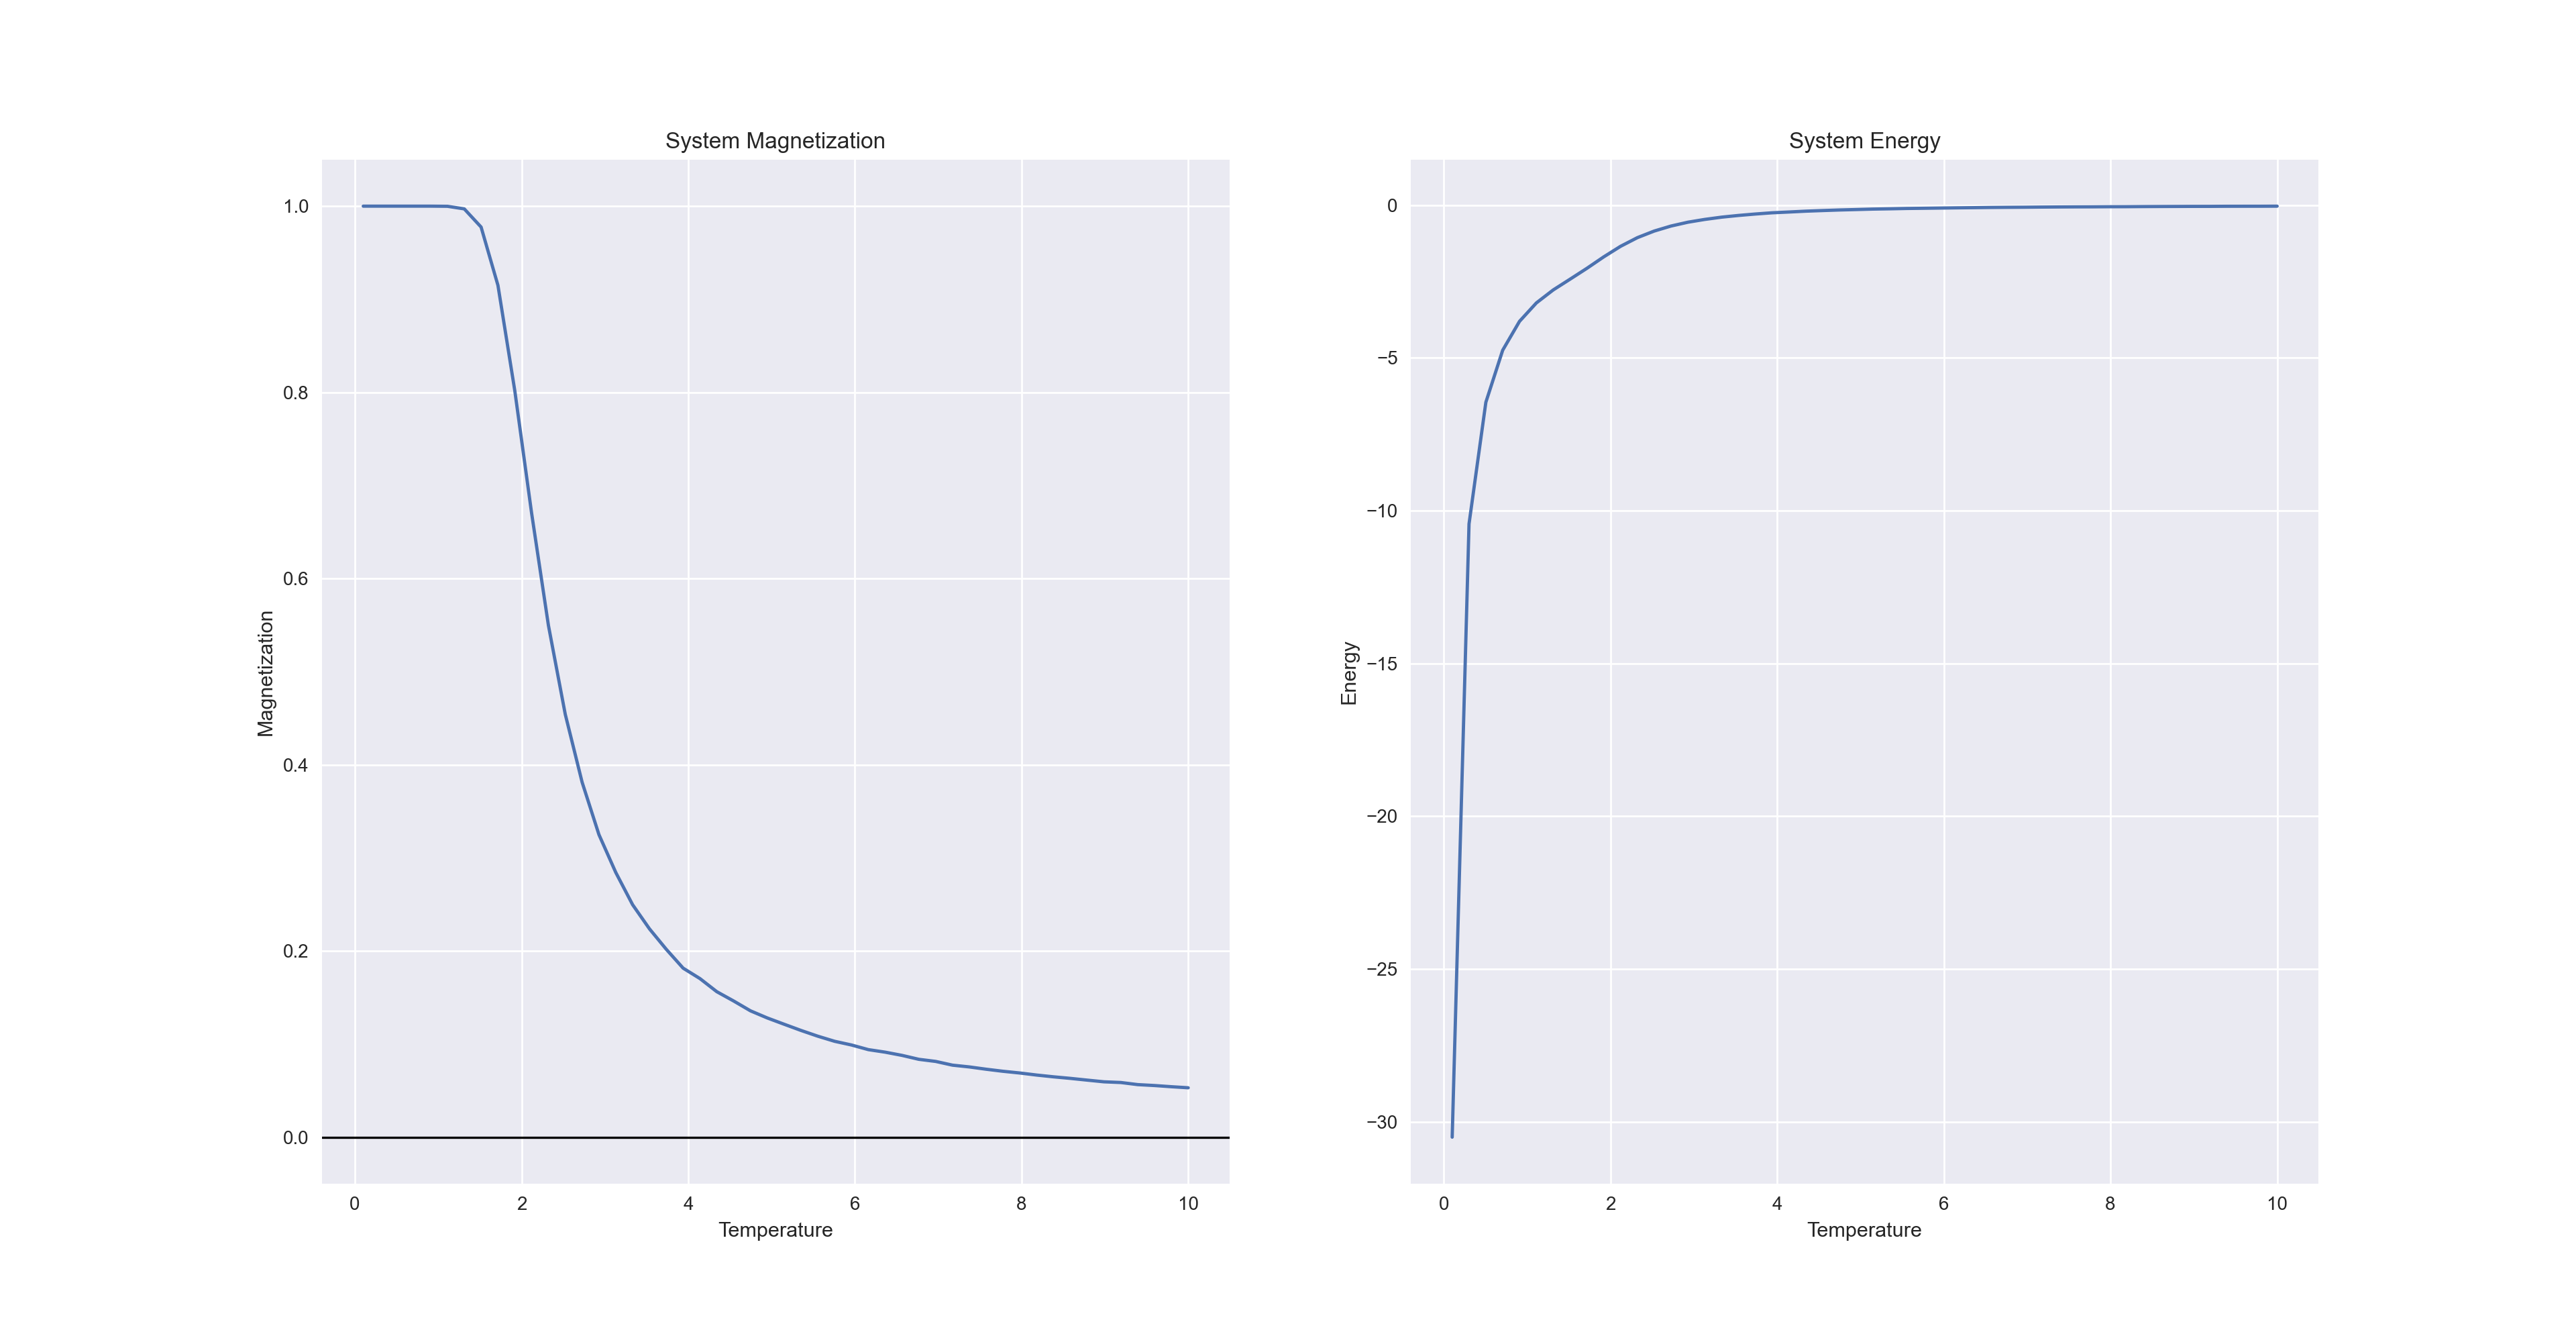 System Magnetization
1.0
0.8
0.6
0.4
0.2
0.0
Magnetization
0 2 4 6 8 10
Temperature
System Energy
0
−5
−10
−15
−20
−25
−30
Energy
0 2 4 6 8 10
Temperature